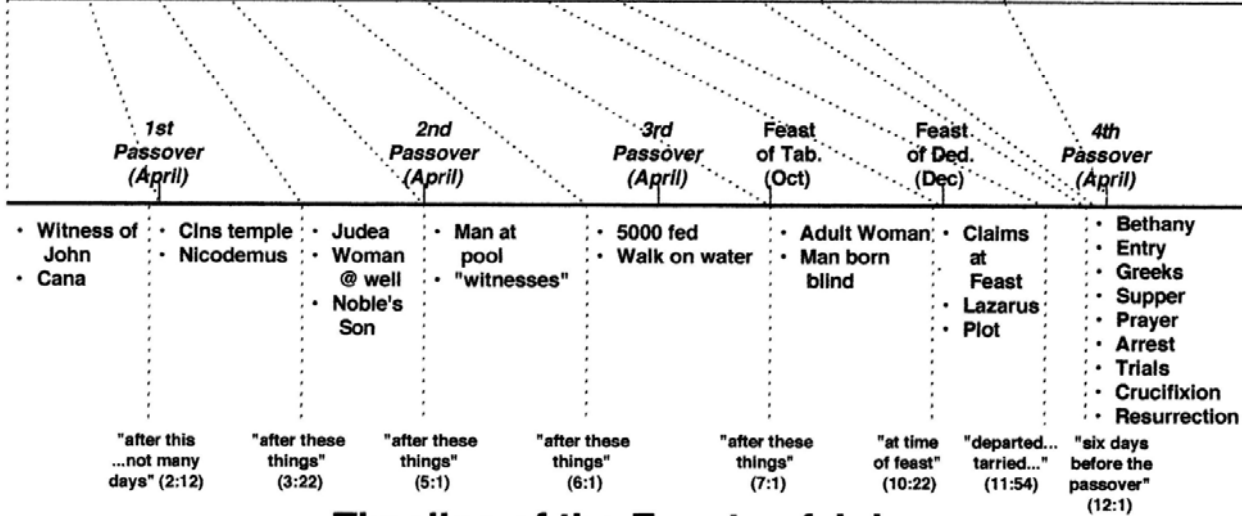 1st
Passover
(April)
2nd
Passover
(April)
3rd
Passover
(April)
Feast
of Tab.
(Oct)
Feast
of Ded.
(Dec)
4th
Passover
(April)
• Witness of
John
• Cana
• Clns temple
• Nicodemus
• Judea
• Woman
@ well
• Noble's
Son
• Man at
pool
• "witnesses"
• 5000 fed
• Walk on water
• Adult Woman
• Man born
blind
• Claims
at
Feast
• Lazarus
• Plot
• Bethany
• Entry
• Greeks
• Supper
• Prayer
• Arrest
• Trials
• Crucifixion
• Resurrection
"after this
...not many
days" (2:12)
"after these
things"
(3:22)
"after these
things"
(5:1)
"after these
things"
(6:1)
"after these
things"
(7:1)
"at time
of feast"
(10:22)
"departed...
tarried..."
(11:54)
"six days
before the
passover"
(12:1)